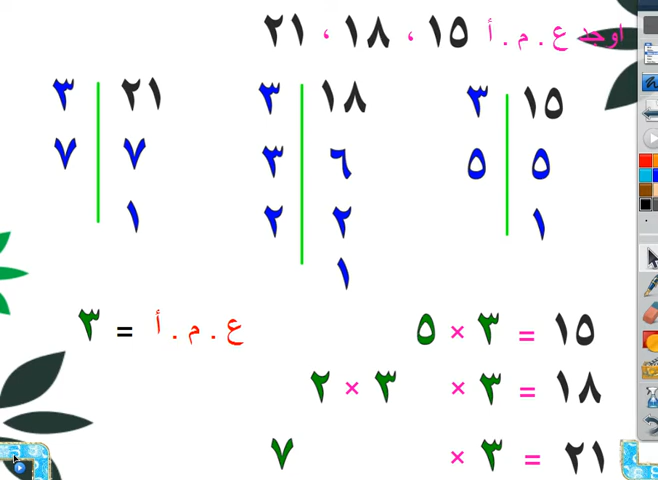 اوجد ع . م . أ ١٥ ، ١٨ ، ٢١
١٥ ٣
٥ ٥
١
١٨ ٣
٦ ٣
٢ ٢
١
٢١ ٣
٧ ٧
١
١٥ = ٣ × ٥
١٨ = ٣ × ٣ × ٢
٢١ = ٣ × ٧
ع . م . أ = ٣